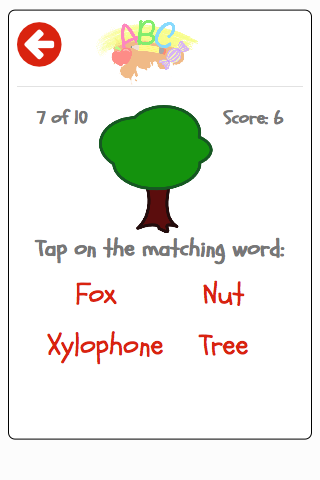 ABC
7 of 10 Score: 6
Tap on the matching word:
Fox Nut
Xylophone Tree